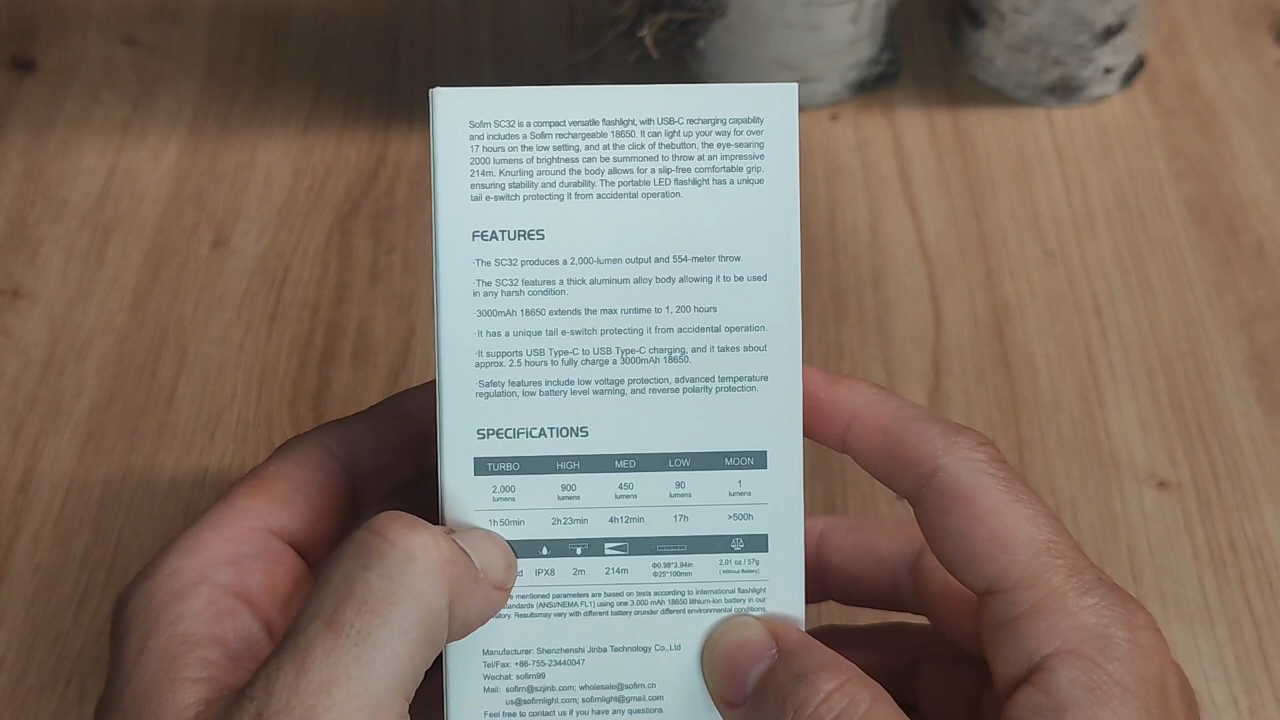 Sofirn SC32 is a compact versatile flashlight, with USB-C recharging capability
and includes a Sofirn rechargeable 18650. It can light up your way for over
17 hours on the low setting, and at the click of thebutton, the eye-searing
2000 lumens of brightness can be summoned to throw at an impressive
214m. Knurling around the body allows for a slip-free comfortable grip,
ensuring stability and durability. The portable LED flashlight has a unique
tail e-switch protecting it from accidental operation.
FEATURES
·The SC32 produces a 2,000-lumen output and 554-meter throw.
·The SC32 features a thick aluminum alloy body allowing it to be used
in any harsh condition.
·3000mAh 18650 extends the max runtime to 1, 200 hours
·It has a unique tail e-switch protecting it from accidental operation.
·It supports USB Type-C to USB Type-C charging, and it takes about
approx. 2.5 hours to fully charge a 3000mAh 18650.
·Safety features include low voltage protection, advanced temperature
regulation, low battery level warning, and reverse polarity protection.
SPECIFICATIONS
TURBO HIGH MED LOW MOON
2,000 900 450 90 1
lumens lumens lumens lumens lumens
1h50min 2h23min 4h12min 17h >500h
IPX8 2m 214m Φ0.98*3.94in 2.01 oz / 57g
Φ25*100mm ( Without Battery)
mentioned parameters are based on tests according to international flashlight
(ANSI/NEMA FL1) using one 3.000 mAh 18650 lithium-ion battery in our
Resultsmay vary with different battery orunder different environmental conditions.
Manufacturer: Shenzhenshi Jinba Technology Co.,Ltd
Tel/Fax: +86-755-23440047
Wechat: sofirn99
Mail: sofirn@szjinb.com; wholesale@sofirn.cn
us@sofirnlight.com; sofirnlight@gmail.com
Feel free to contact us if you have any questions.